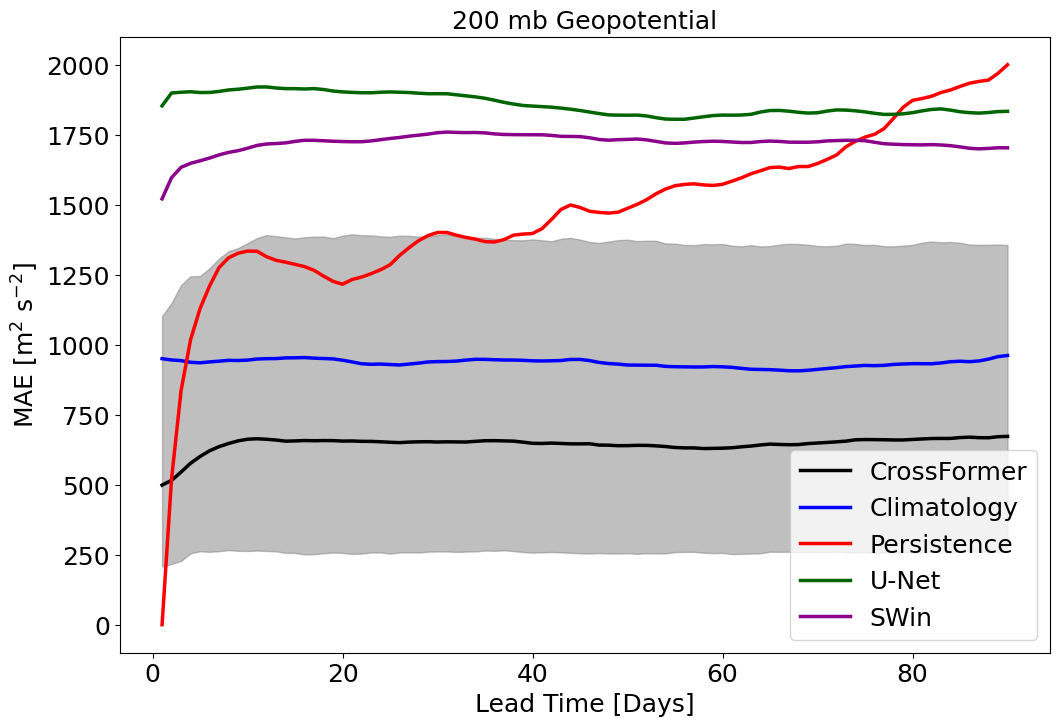 200 mb Geopotential
MAE [m² s⁻²]
2000
1750
1500
1250
1000
750
500
250
0
0 20 40 60 80
Lead Time [Days]
CrossFormer
Climatology
Persistence
U-Net
SWin